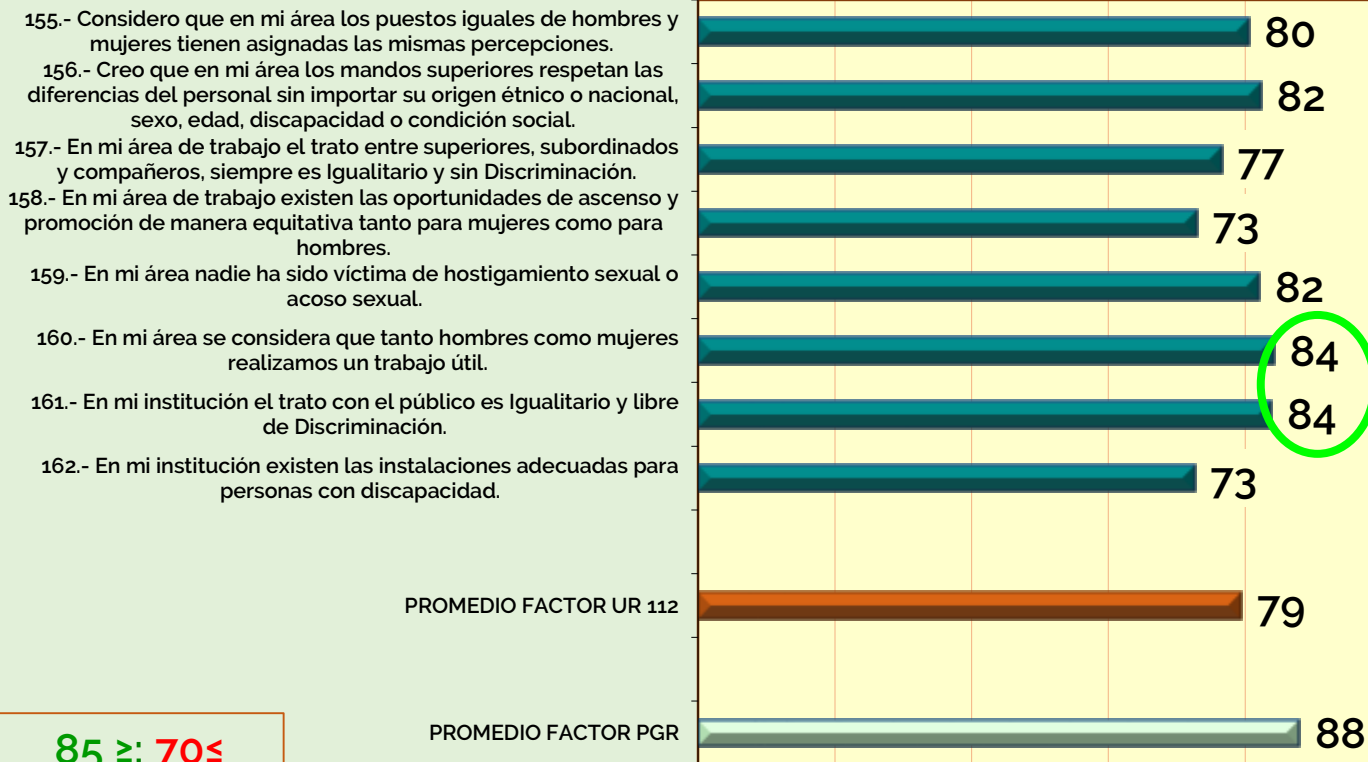 155.- Considero que en mi área los puestos iguales de hombres y
mujeres tienen asignadas las mismas percepciones.
80
156.- Creo que en mi área los mandos superiores respetan las
diferencias del personal sin importar su origen étnico o nacional,
sexo, edad, discapacidad o condición social.
82
157.- En mi área de trabajo el trato entre superiores, subordinados
y compañeros, siempre es Igualitario y sin Discriminación.
77
158.- En mi área de trabajo existen las oportunidades de ascenso y
promoción de manera equitativa tanto para mujeres como para
hombres.
73
159.- En mi área nadie ha sido víctima de hostigamiento sexual o
acoso sexual.
82
160.- En mi área se considera que tanto hombres como mujeres
realizamos un trabajo útil.
84
161.- En mi institución el trato con el público es Igualitario y libre
de Discriminación.
84
162.- En mi institución existen las instalaciones adecuadas para
personas con discapacidad.
73
PROMEDIO FACTOR UR 112
79
PROMEDIO FACTOR PGR
88
85 ≥; 70≤